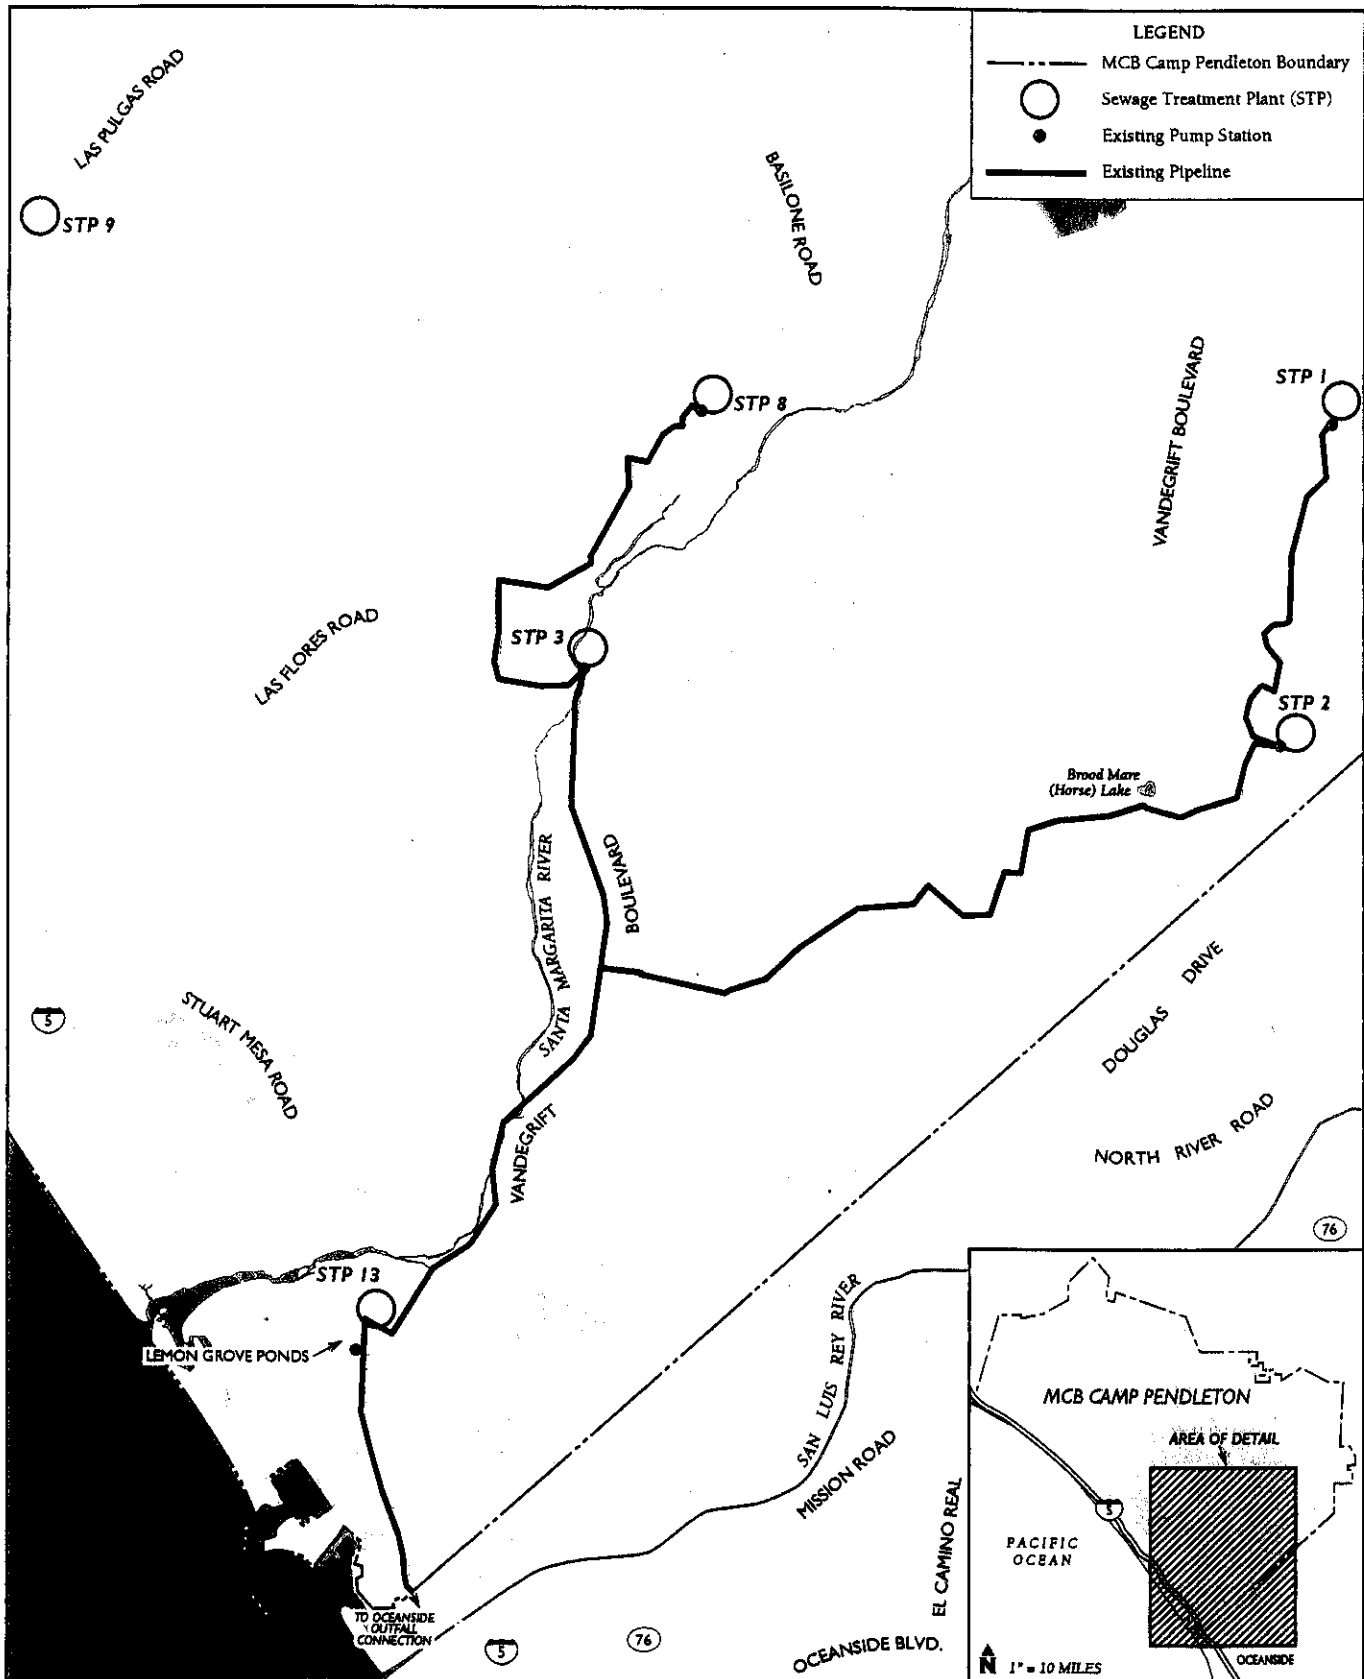 LEGEND
MCB Camp Pendleton Boundary
Sewage Treatment Plant (STP)
Existing Pump Station
Existing Pipeline
LAS PULGAS ROAD
STP 9
BASILONE ROAD
STP 8
VANDEGRIFT BOULEVARD
STP 1
LAS FLORES ROAD
STP 3
STP 2
Brood Mare
(Horse) Lake
SANTA MARGARITA RIVER
BOULEVARD
VANDEGRIFT
5
STUART MESA ROAD
DOUGLAS DRIVE
NORTH RIVER ROAD
76
STP 13
LEMON GROVE PONDS
SAN LUIS REY RIVER
MISSION ROAD
EL CAMINO REAL
OCEANSIDE BLVD.
TO OCEANSIDE
OUTFALL
CONNECTION
5
76
MCB CAMP PENDLETON
AREA OF DETAIL
5
PACIFIC
OCEAN
OCEANSIDE
N
1" = 10 MILES